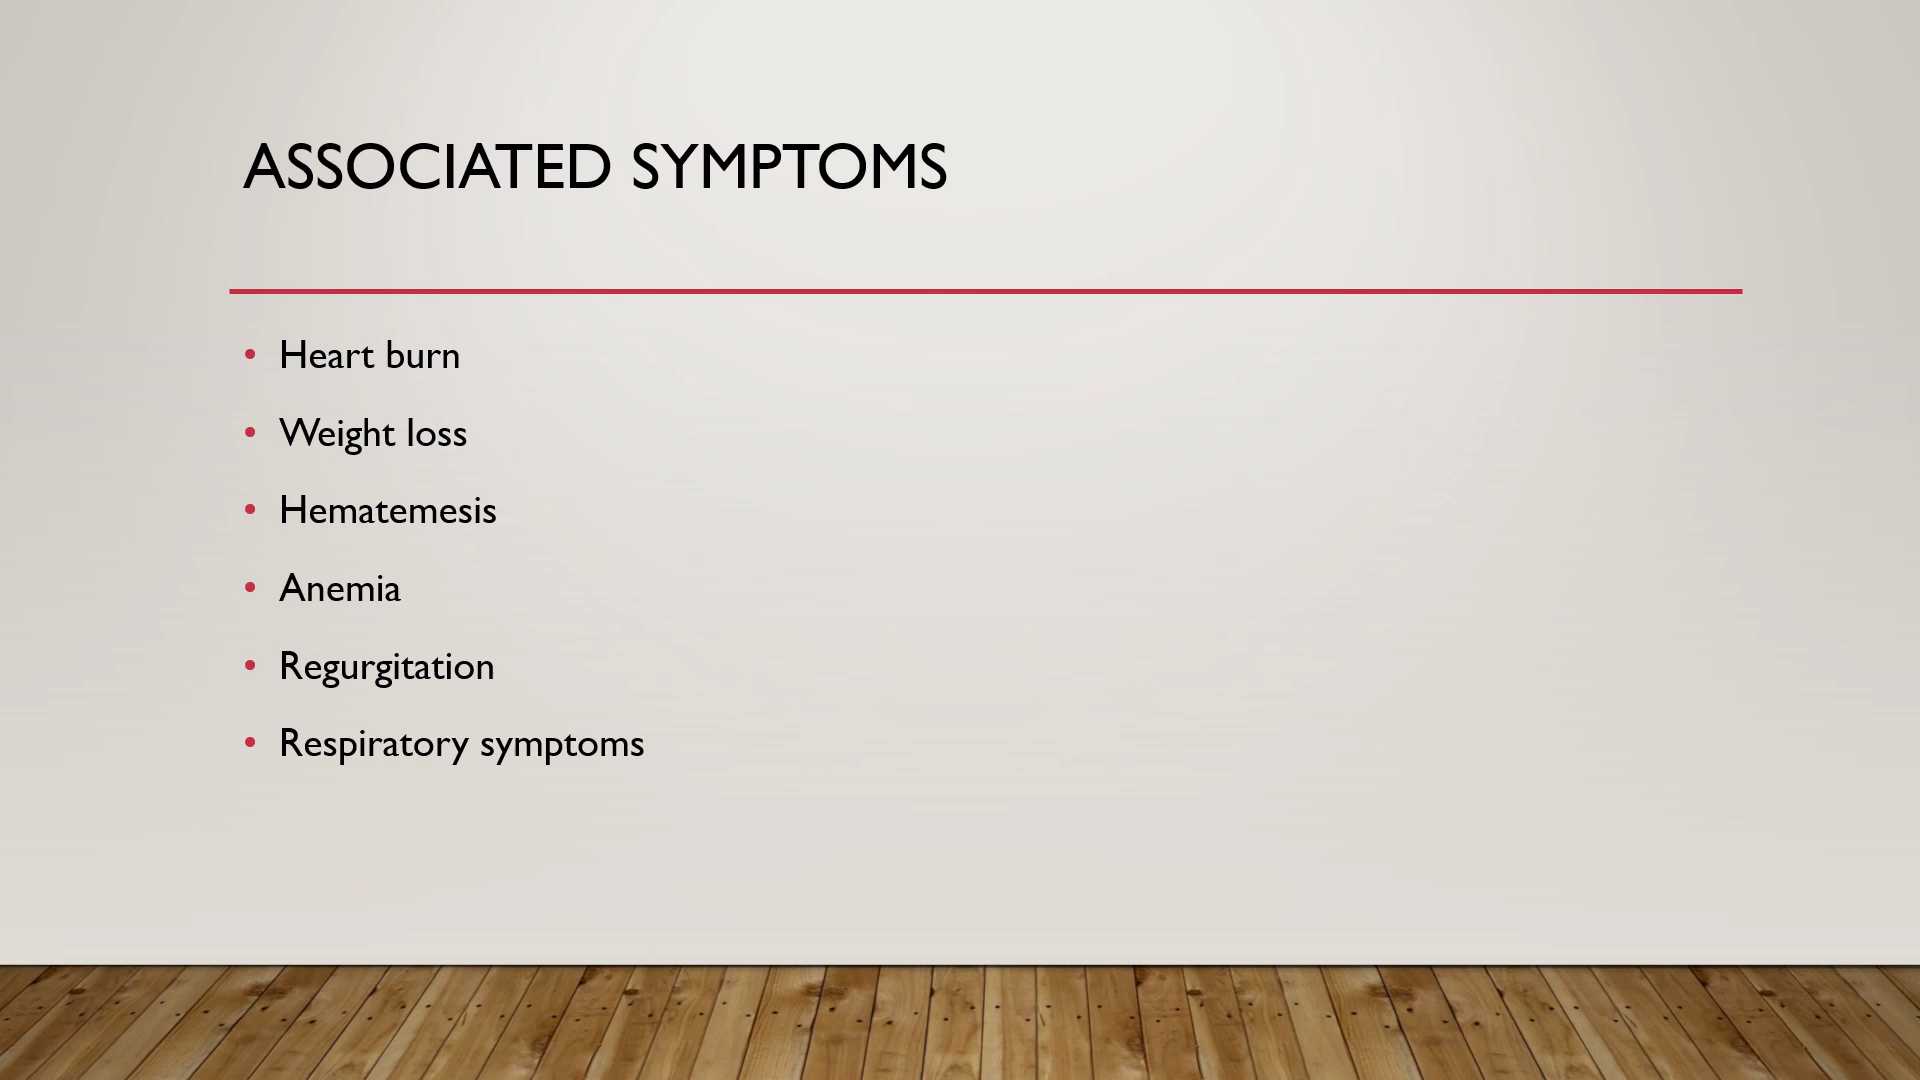 ASSOCIATED SYMPTOMS
• Heart burn
• Weight loss
• Hematemesis
• Anemia
• Regurgitation
• Respiratory symptoms